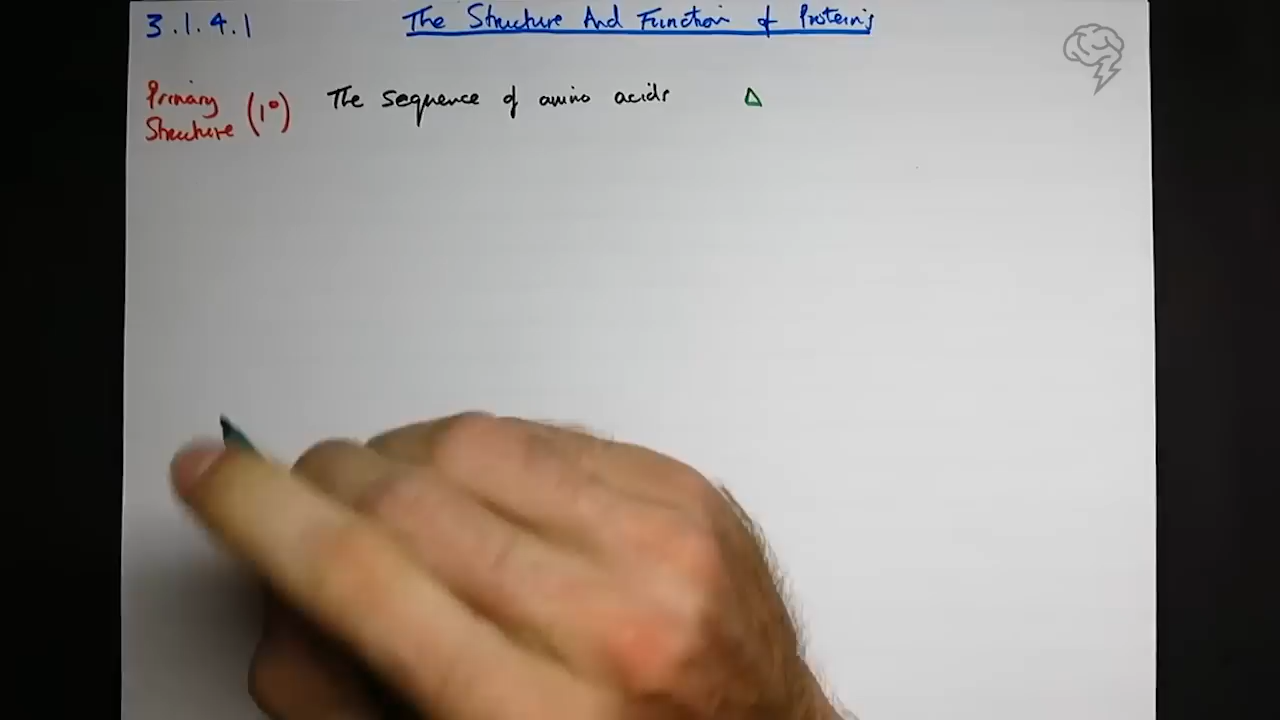 3.1.4.1 The Structure And Function of Proteins
Primary Structure (1°) The sequence of amino acids